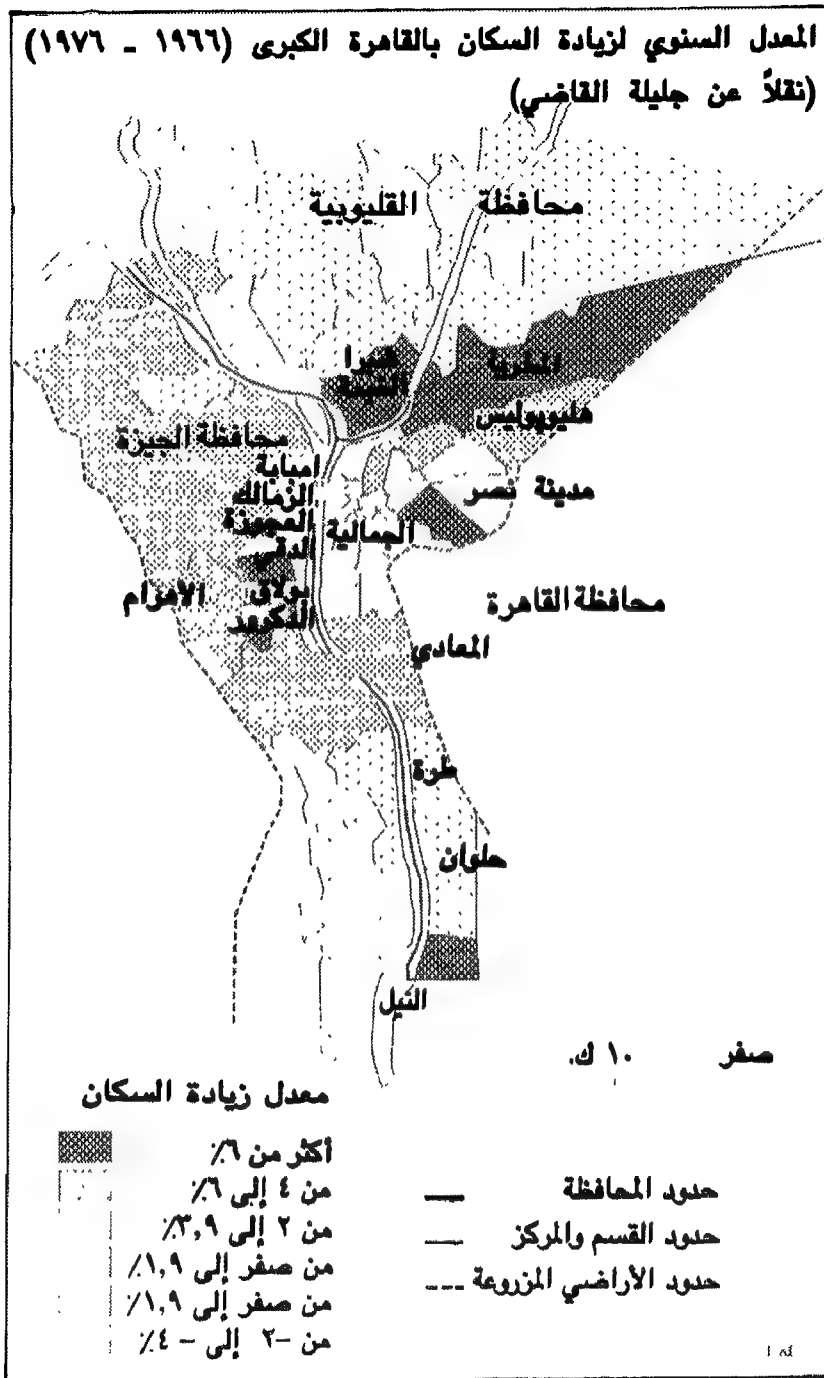 المعدل السنوي لزيادة السكان بالقاهرة الكبرى (١٩٦٦ - ١٩٧٦)
(نقلاً عن جليلة القاضي)
محافظة القليوبية
شبرا
الخيمة
المطرية
هليوبوليس
محافظة الجيزة
امبابة
الزمالك
مدينة نصر
العجوزة
الجمالية
الدقي
بولاق
الدكرور
الأهرام
محافظة القاهرة
المعادي
طرة
حلوان
النيل
صفر ١٠ ك.
معدل زيادة السكان
أكثر من ٦٪
من ٤ إلى ٦٪
من ٢ إلى ٣,٩٪
من صفر إلى ١,٩٪
من صفر إلى ١,٩٪
من -٢ إلى - ٤٪
حدود المحافظة
حدود القسم والمركز
حدود الأراضي المزروعة